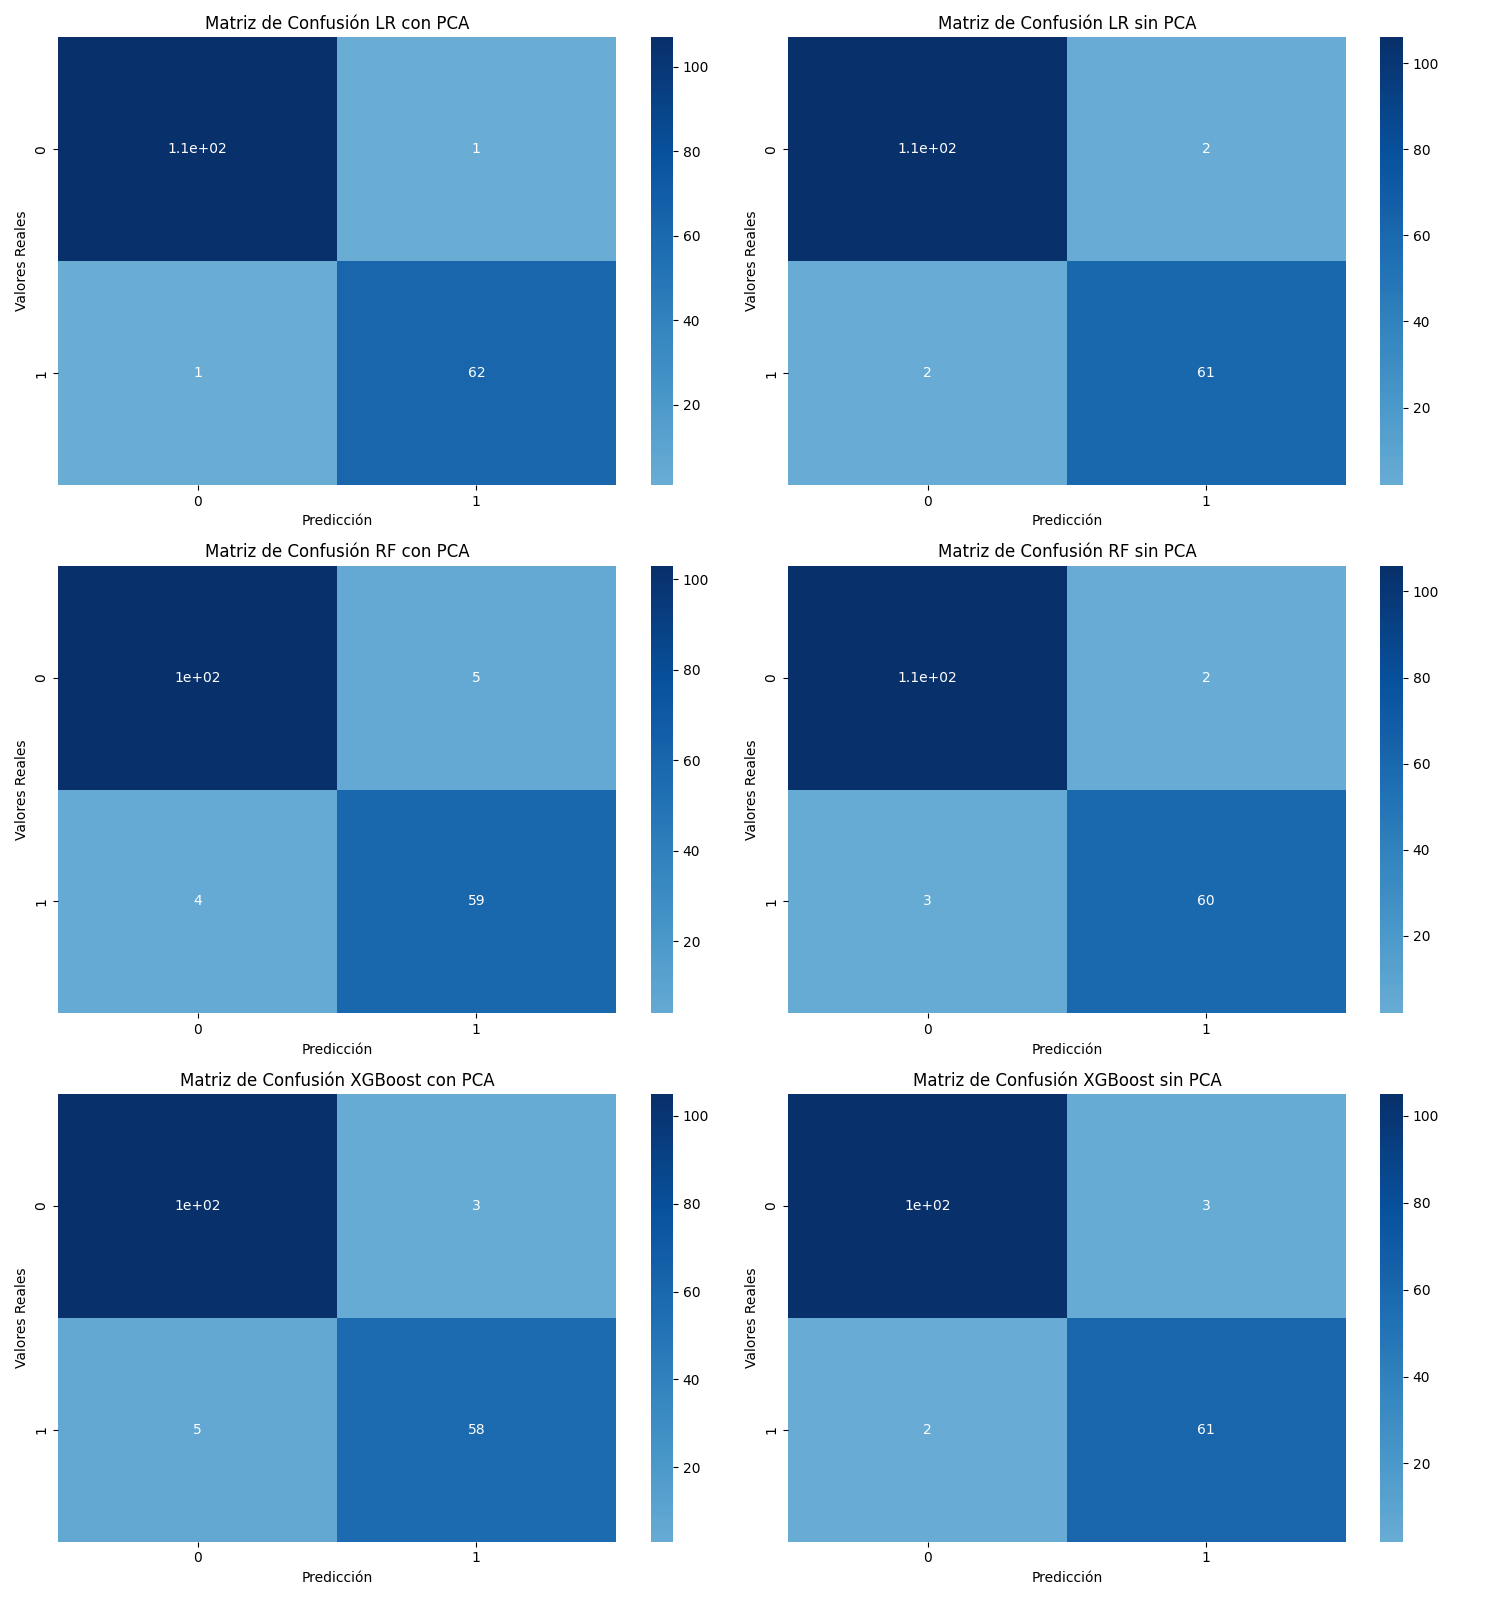 Matriz de Confusión LR con PCA
Valores Reales
0
1.1e+02 1
1
1 62
0 1
Predicción
100
80
60
40
20
Matriz de Confusión LR sin PCA
Valores Reales
0
1.1e+02 2
1
2 61
0 1
Predicción
100
80
60
40
20
Matriz de Confusión RF con PCA
Valores Reales
0
1e+02 5
1
4 59
0 1
Predicción
100
80
60
40
20
Matriz de Confusión RF sin PCA
Valores Reales
0
1.1e+02 2
1
3 60
0 1
Predicción
100
80
60
40
20
Matriz de Confusión XGBoost con PCA
Valores Reales
0
1e+02 3
1
5 58
0 1
Predicción
100
80
60
40
20
Matriz de Confusión XGBoost sin PCA
Valores Reales
0
1e+02 3
1
2 61
0 1
Predicción
100
80
60
40
20